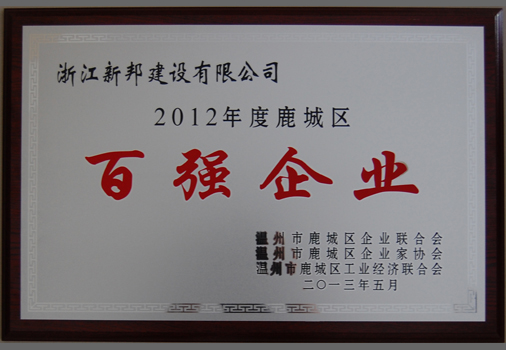 浙江新邦建设有限公司
2012年度鹿城区
百强企业
温州市鹿城区企业联合会
温州市鹿城区企业家协会
温州市鹿城区工业经济联合会
二〇一三年五月